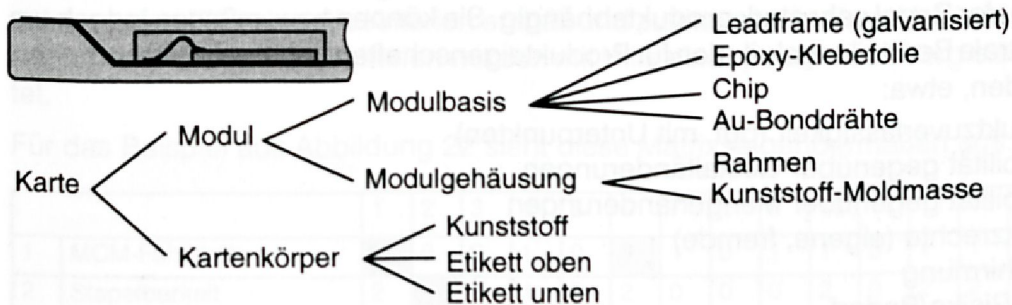 Leadframe (galvanisiert)
Epoxy-Klebefolie
Modulbasis
Chip
Au-Bonddrähte
Modul
Rahmen
Karte
Modulgehäusung
Kunststoff-Moldmasse
Kunststoff
Kartenkörper
Etikett oben
Etikett unten